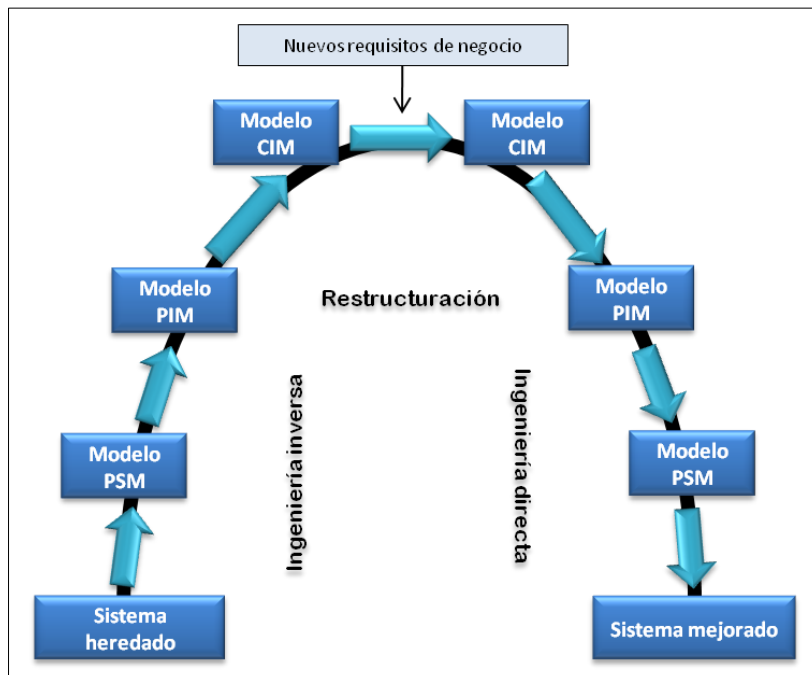 Nuevos requisitos de negocio
Modelo
CIM
Modelo
CIM
Modelo
PIM
Restructuración
Modelo
PIM
Ingeniería inversa
Ingeniería directa
Modelo
PSM
Modelo
PSM
Sistema
heredado
Sistema mejorado